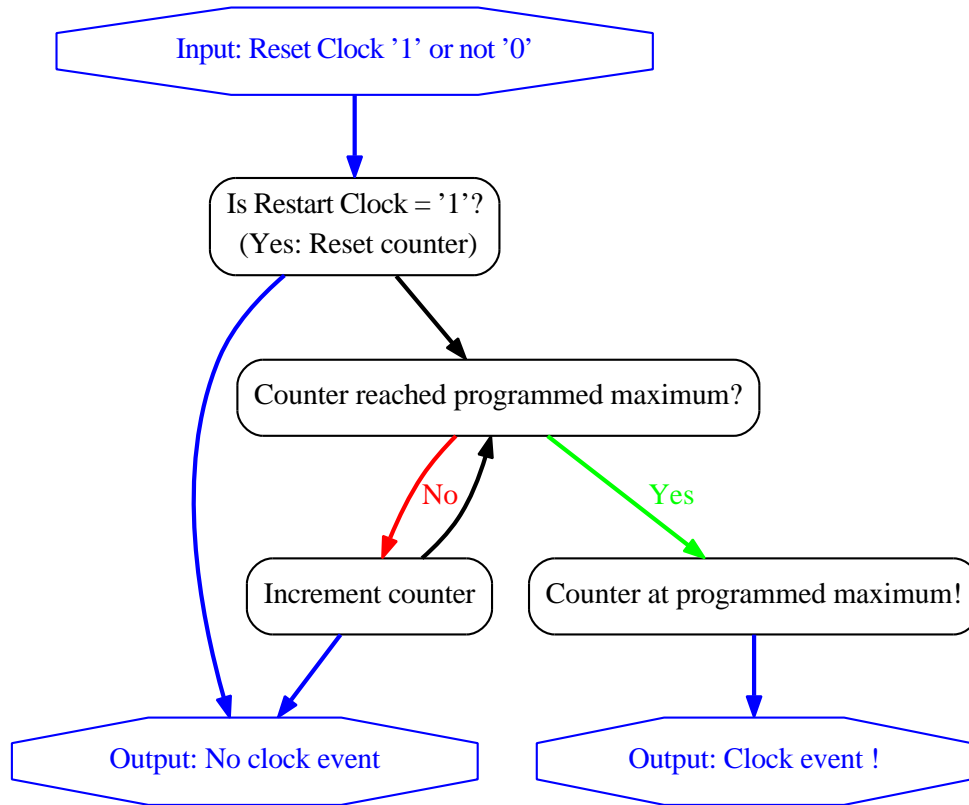 Input: Reset Clock ’1’ or not ’0’
Is Restart Clock = ’1’?
(Yes: Reset counter)
Counter reached programmed maximum?
No
Yes
Increment counter
Counter at programmed maximum!
Output: No clock event
Output: Clock event !